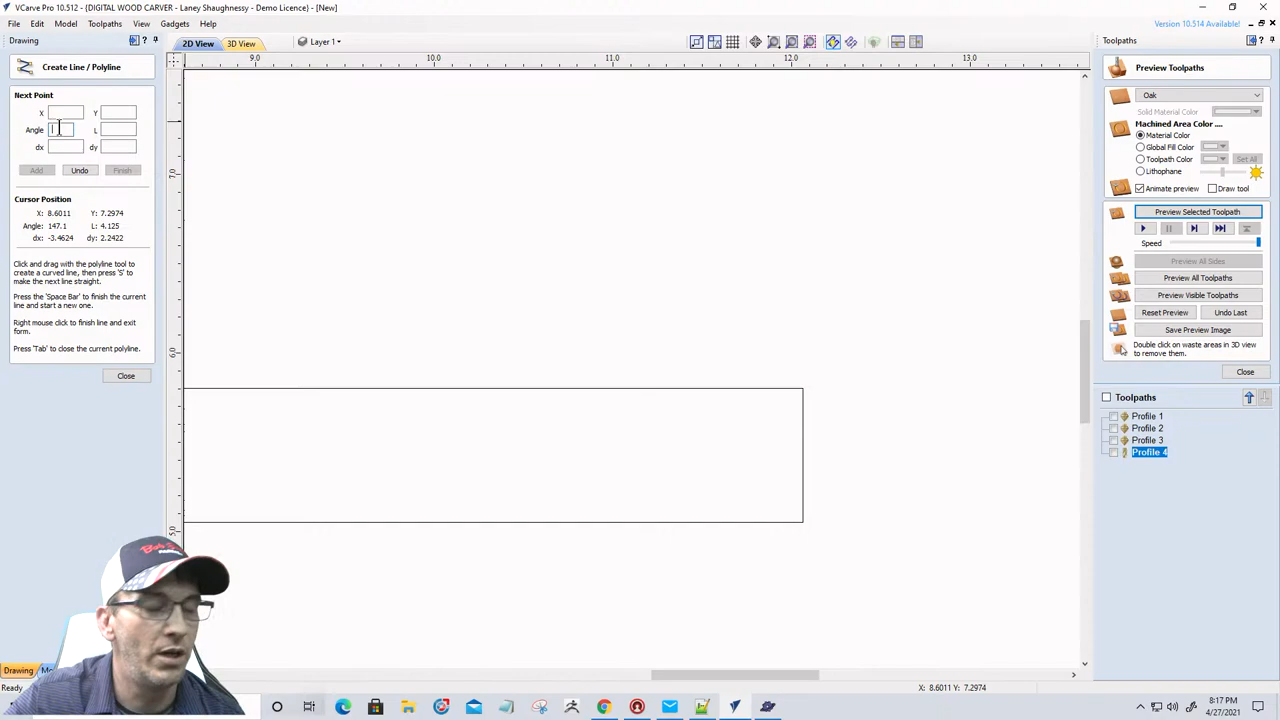 VCarve Pro 10.512 - {DIGITAL WOOD CARVER - Laney Shaughnessy - Demo Licence} - [New]
File Edit Model Toolpaths View Gadgets Help
Version 10.514 Available!
Drawing
2D View 3D View Layer 1
Toolpaths
Create Line / Polyline
Next Point
X Y
Angle L
dx dy
Add Undo Finish
Cursor Position
X: 8.6011 Y: 7.2974
Angle: 147.1 L: 4.125
dx: -3.4624 dy: 2.2422
Click and drag with the polyline tool to
create a curved line, then press 'S' to
make the next line straight.
Press the 'Space Bar' to finish the current
line and start a new one.
Right mouse click to finish line and exit
form.
Press 'Tab' to close the current polyline.
Close
9.0 10.0 11.0 12.0 13.0
7.0
6.0
5.0
Preview Toolpaths
Oak
Solid Material Color
Machined Area Color ....
Material Color
Global Fill Color
Toolpath Color Set All
Lithophane
Animate preview Draw tool
Preview Selected Toolpath
Speed
Preview All Sides
Preview All Toolpaths
Preview Visible Toolpaths
Reset Preview Undo Last
Save Preview Image
Double click on waste areas in 3D view
to remove them.
Close
Toolpaths
Profile 1
Profile 2
Profile 3
Profile 4
Drawing
Ready
X: 8.6011 Y: 7.2974
8:17 PM
4/27/2021